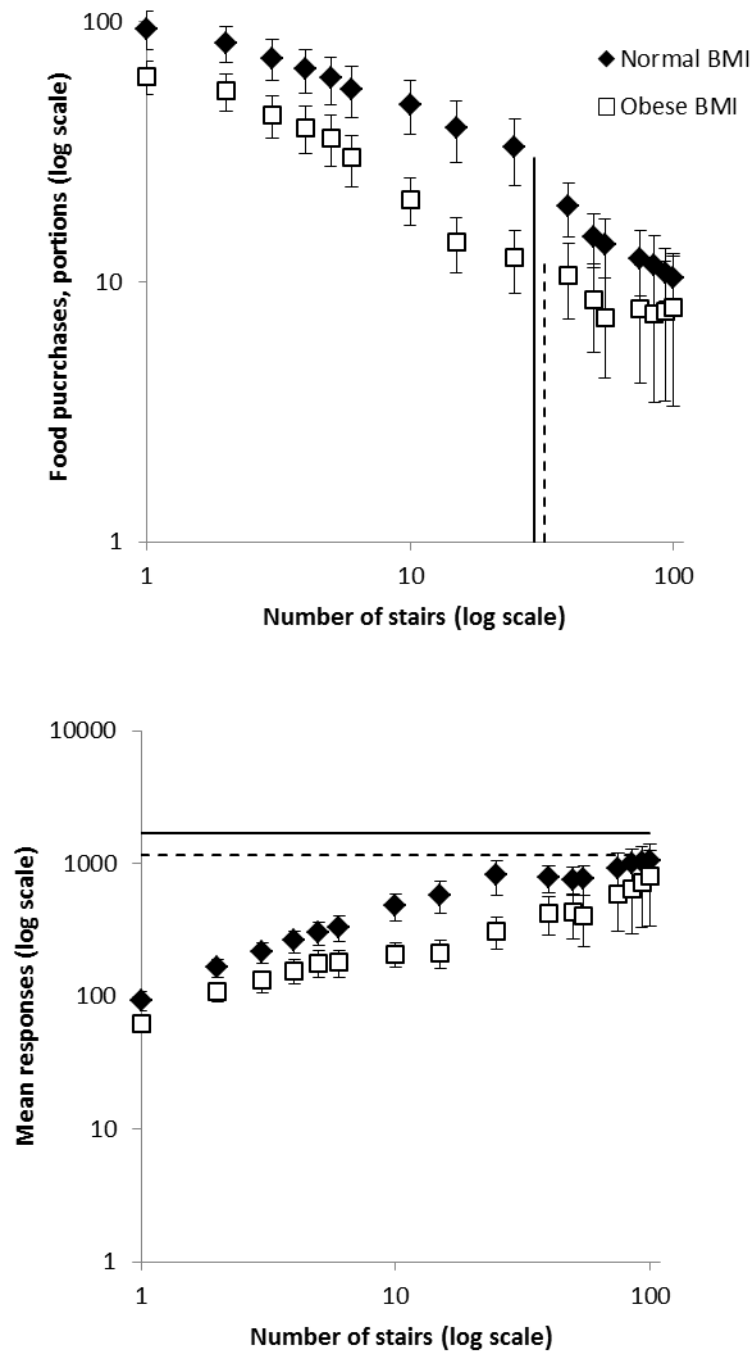 100
10
1
Food pucrchases, portions (log scale)
Normal BMI
Obese BMI
1
10
100
Number of stairs (log scale)
10000
1000
100
10
1
Mean responses (log scale)
1
10
100
Number of stairs (log scale)